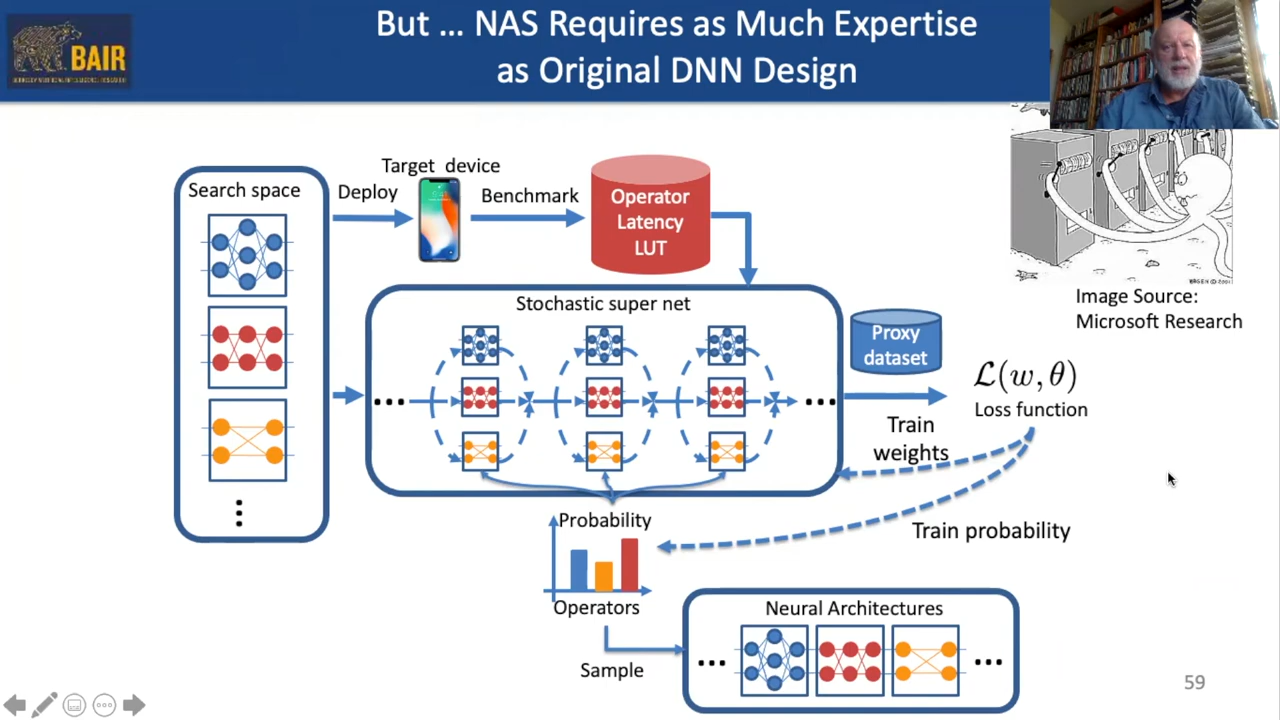 But ... NAS Requires as Much Expertise
as Original DNN Design
BAIR
Search space
Deploy
Target device
Benchmark
Operator
Latency
LUT
Image Source:
Microsoft Research
Stochastic super net
Proxy
dataset
ℒ(w, θ)
Loss function
Train
weights
Train probability
Probability
Operators
Sample
Neural Architectures
59